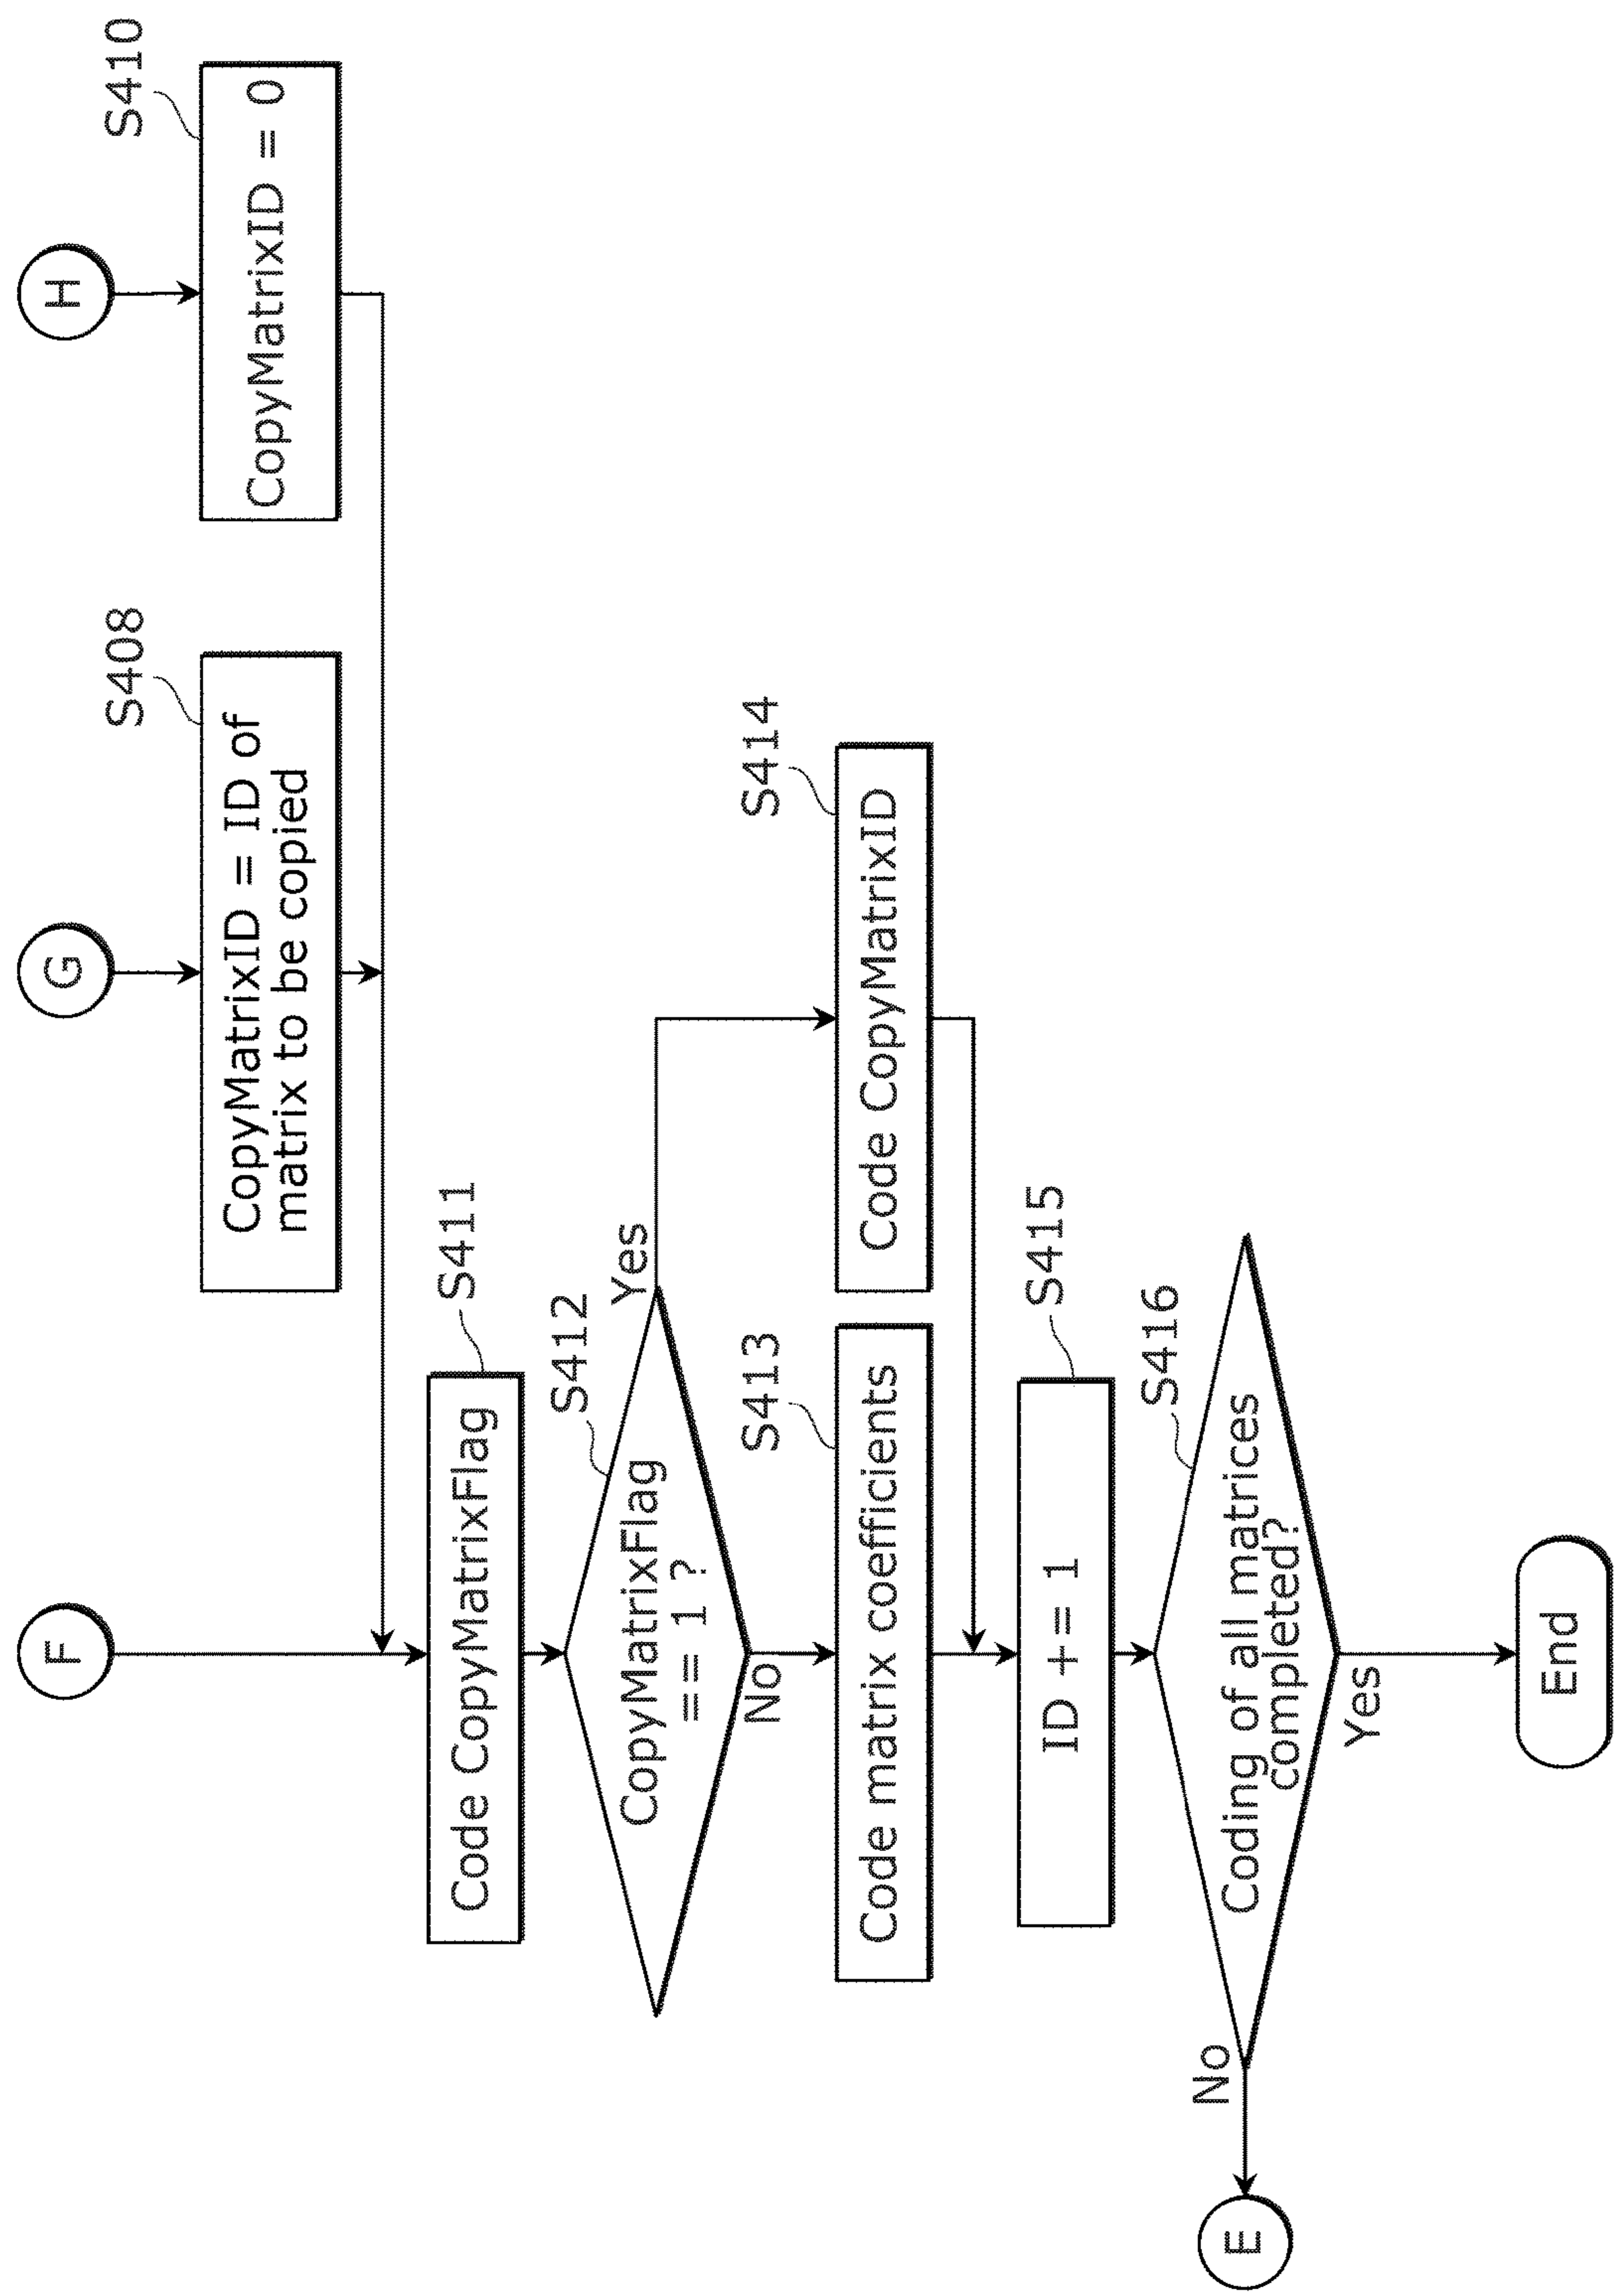 F
G
H
S408
CopyMatrixID = ID of
matrix to be copied
S410
CopyMatrixID = 0
S411
Code CopyMatrixFlag
S412
CopyMatrixFlag
== 1 ?
Yes
No
S413
Code matrix coefficients
S414
Code CopyMatrixID
S415
ID += 1
S416
Coding of all matrices
completed?
No
E
Yes
End